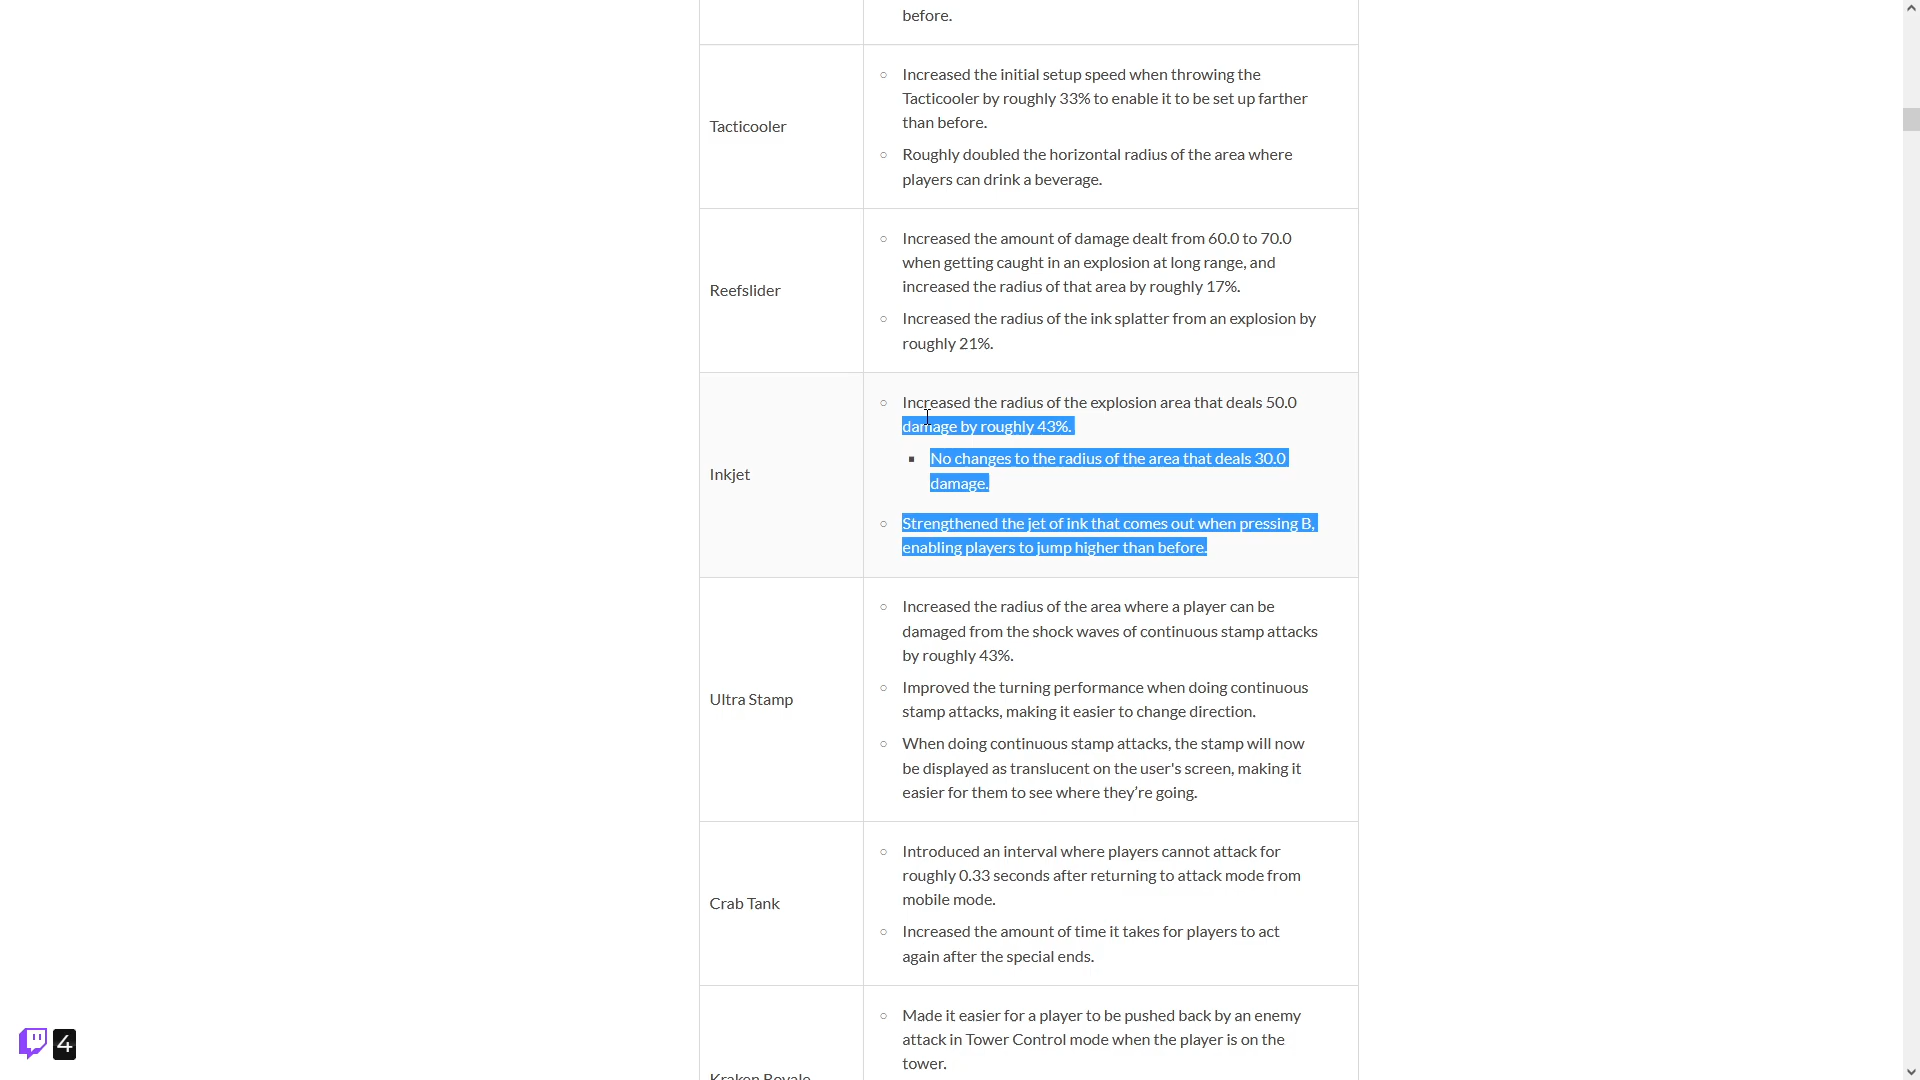 before.
Tacticooler
Increased the initial setup speed when throwing the
Tacticooler by roughly 33% to enable it to be set up farther
than before.
Roughly doubled the horizontal radius of the area where
players can drink a beverage.
Reefslider
Increased the amount of damage dealt from 60.0 to 70.0
when getting caught in an explosion at long range, and
increased the radius of that area by roughly 17%.
Increased the radius of the ink splatter from an explosion by
roughly 21%.
Inkjet
Increased the radius of the explosion area that deals 50.0
damage by roughly 43%.
No changes to the radius of the area that deals 30.0
damage.
Strengthened the jet of ink that comes out when pressing B,
enabling players to jump higher than before.
Ultra Stamp
Increased the radius of the area where a player can be
damaged from the shock waves of continuous stamp attacks
by roughly 43%.
Improved the turning performance when doing continuous
stamp attacks, making it easier to change direction.
When doing continuous stamp attacks, the stamp will now
be displayed as translucent on the user's screen, making it
easier for them to see where they’re going.
Crab Tank
Introduced an interval where players cannot attack for
roughly 0.33 seconds after returning to attack mode from
mobile mode.
Increased the amount of time it takes for players to act
again after the special ends.
Kraken Royale
Made it easier for a player to be pushed back by an enemy
attack in Tower Control mode when the player is on the
tower.
4